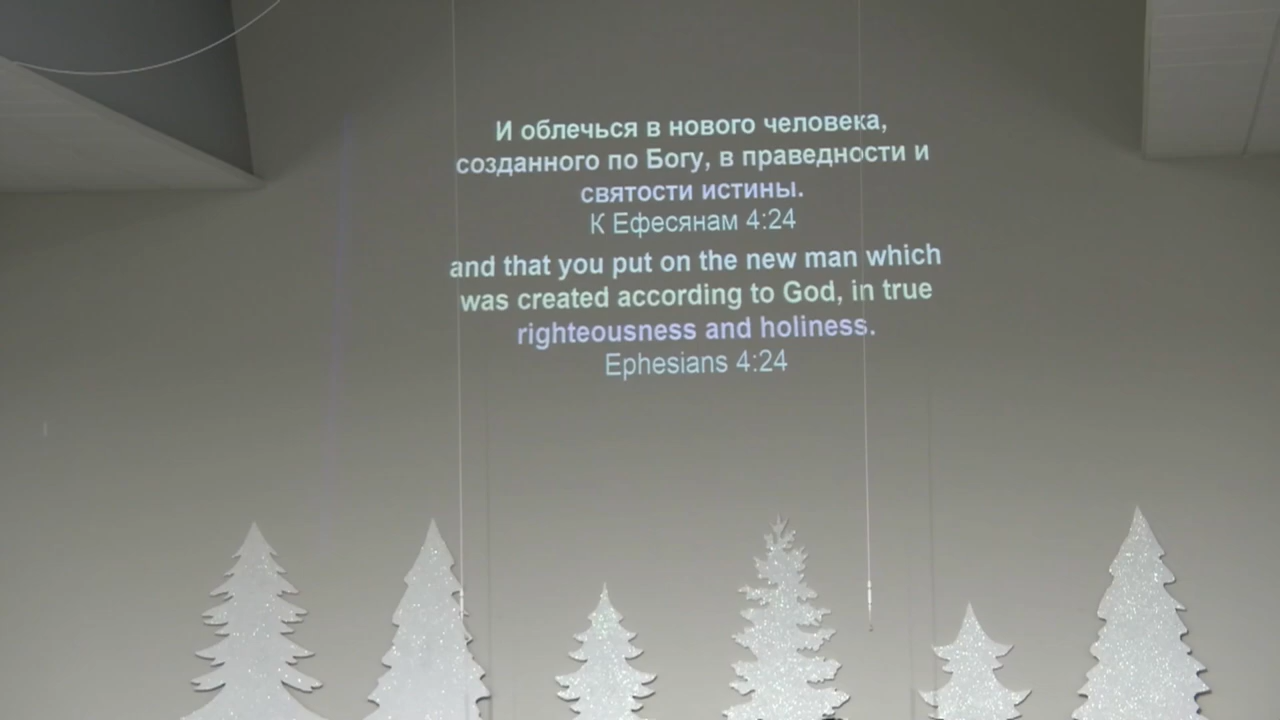 И облечься в нового человека,
созданного по Богу, в праведности и
святости истины.
К Ефесянам 4:24
and that you put on the new man which
was created according to God, in true
righteousness and holiness.
Ephesians 4:24